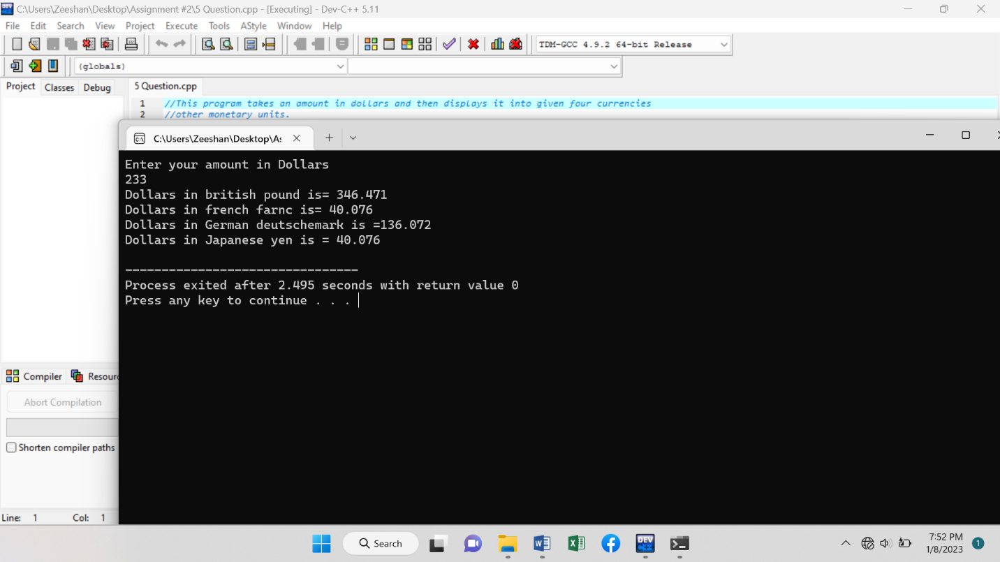 C:\Users\Zeeshan\Desktop\Assignment #2\5 Question.cpp - [Executing] - Dev-C++ 5.11
File Edit Search View Project Execute Tools AStyle Window Help
TDM-GCC 4.9.2 64-bit Release
(globals)
Project Classes Debug 5 Question.cpp
1 //This program takes an amount in dollars and then displays it into given four currencies
2 //other monetary units.
C:\Users\Zeeshan\Desktop\As
Enter your amount in Dollars
233
Dollars in british pound is= 346.471
Dollars in french farnc is= 40.076
Dollars in German deutschemark is =136.072
Dollars in Japanese yen is = 40.076
--------------------------------
Process exited after 2.495 seconds with return value 0
Press any key to continue . . .
Compiler Resour
Abort Compilation
Shorten compiler paths
Line: 1 Col: 1
Search
DEV C++
7:52 PM
1/8/2023
1